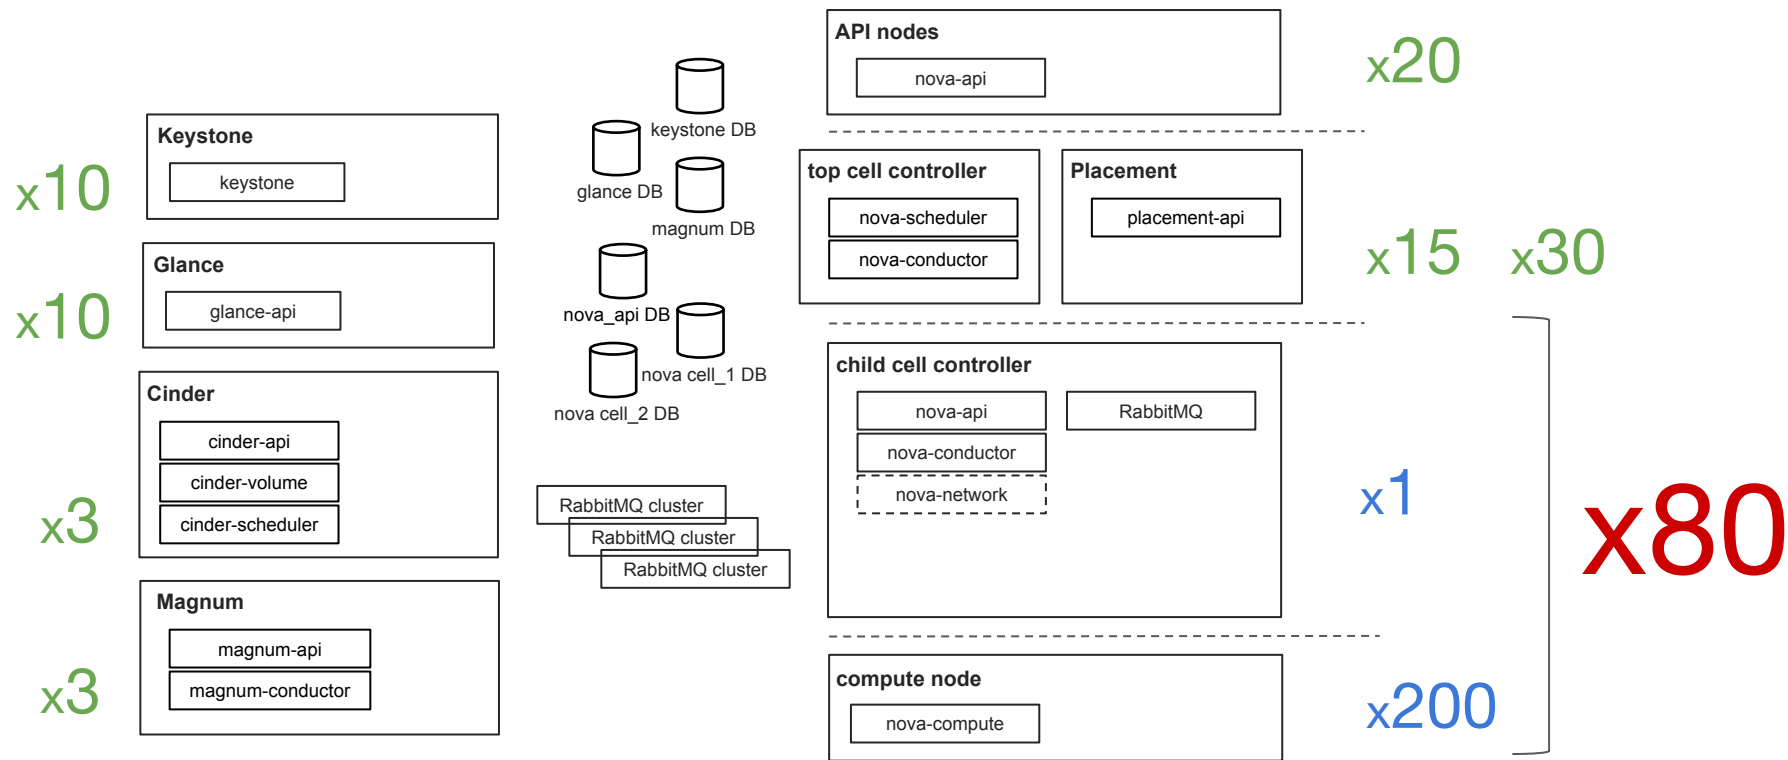 API nodes
nova-api
x20
keystone DB
Keystone
keystone
x10
glance DB
magnum DB
top cell controller
nova-scheduler
nova-conductor
Placement
placement-api
x15
x30
Glance
glance-api
x10
nova_api DB
nova cell_1 DB
nova cell_2 DB
child cell controller
nova-api
RabbitMQ
nova-conductor
nova-network
x1
x80
Cinder
cinder-api
cinder-volume
cinder-scheduler
x3
RabbitMQ cluster
RabbitMQ cluster
RabbitMQ cluster
Magnum
magnum-api
magnum-conductor
x3
compute node
nova-compute
x200